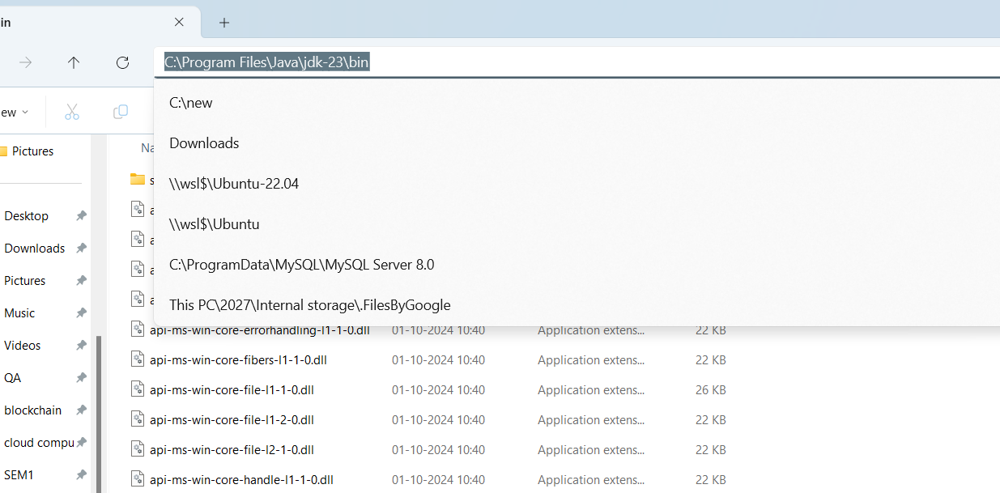 in
C:\Program Files\Java\jdk-23\bin
ew
C:\new
Downloads
\\wsl$\Ubuntu-22.04
\\wsl$\Ubuntu
C:\ProgramData\MySQL\MySQL Server 8.0
This PC\2027\Internal storage\.FilesByGoogle
Pictures
Desktop
Downloads
Pictures
Music
Videos
QA
blockchain
cloud compu
SEM1
Na
s
a
a
a
a
api-ms-win-core-errorhandling-l1-1-0.dll 01-10-2024 10:40 Application extens... 22 KB
api-ms-win-core-fibers-l1-1-0.dll 01-10-2024 10:40 Application extens... 22 KB
api-ms-win-core-file-l1-1-0.dll 01-10-2024 10:40 Application extens... 26 KB
api-ms-win-core-file-l1-2-0.dll 01-10-2024 10:40 Application extens... 22 KB
api-ms-win-core-file-l2-1-0.dll 01-10-2024 10:40 Application extens... 22 KB
api-ms-win-core-handle-l1-1-0.dll 01-10-2024 10:40 Application extens... 22 KB